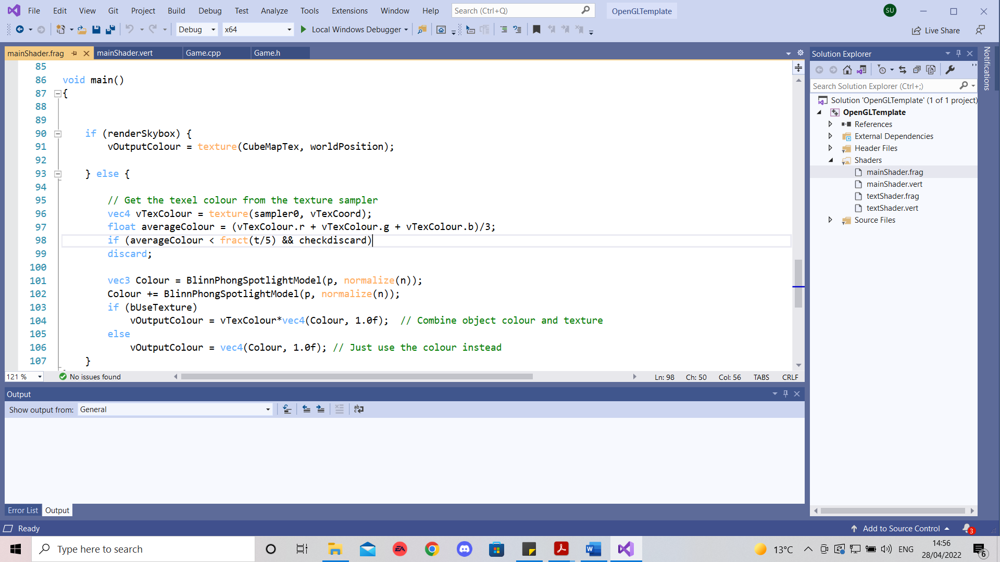 File Edit View Git Project Build Debug Test Analyze Tools Extensions Window Help Search (Ctrl+Q) OpenGLTemplate SU
Debug x64 Local Windows Debugger Live Share
mainShader.frag mainShader.vert Game.cpp Game.h
85
86 void main()
87 {
88
89
90 if (renderSkybox) {
91 vOutputColour = texture(CubeMapTex, worldPosition);
92
93 } else {
94
95 // Get the texel colour from the texture sampler
96 vec4 vTexColour = texture(sampler0, vTexCoord);
97 float averageColour = (vTexColour.r + vTexColour.g + vTexColour.b)/3;
98 if (averageColour < fract(t/5) && checkdiscard)
99 discard;
100
101 vec3 Colour = BlinnPhongSpotlightModel(p, normalize(n));
102 Colour += BlinnPhongSpotlightModel(p, normalize(n));
103 if (bUseTexture)
104 vOutputColour = vTexColour*vec4(Colour, 1.0f); // Combine object colour and texture
105 else
106 vOutputColour = vec4(Colour, 1.0f); // Just use the colour instead
107 }
121 % No issues found Ln: 98 Ch: 50 Col: 56 TABS CRLF
Output
Show output from: General
Error List Output
Solution Explorer
Search Solution Explorer (Ctrl+;)
Solution 'OpenGLTemplate' (1 of 1 project)
OpenGLTemplate
References
External Dependencies
Header Files
Shaders
mainShader.frag
mainShader.vert
textShader.frag
textShader.vert
Source Files
Notifications
Ready Add to Source Control 3
Type here to search EA W 13°C ENG 14:56
28/04/2022 6